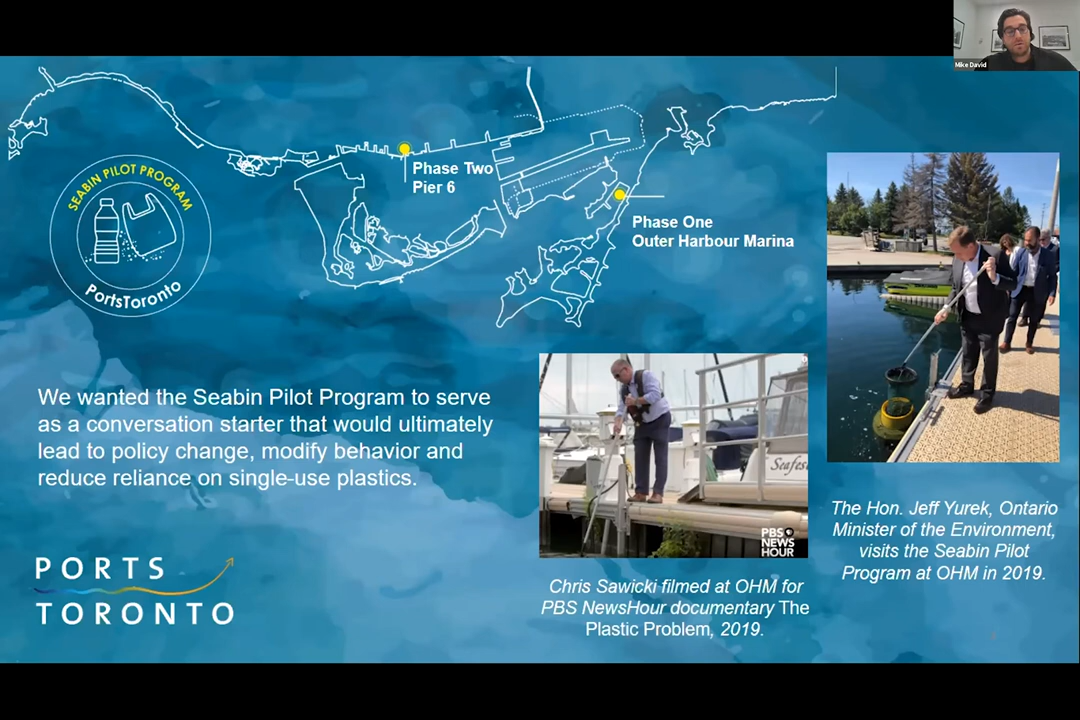 Mike David
SEABIN PILOT PROGRAM
PortsToronto
Phase Two
Pier 6
Phase One
Outer Harbour Marina
We wanted the Seabin Pilot Program to serve
as a conversation starter that would ultimately
lead to policy change, modify behavior and
reduce reliance on single-use plastics.
PORTS
TORONTO
PBS
NEWS
HOUR
Chris Sawicki filmed at OHM for
PBS NewsHour documentary The
Plastic Problem, 2019.
The Hon. Jeff Yurek, Ontario
Minister of the Environment,
visits the Seabin Pilot
Program at OHM in 2019.